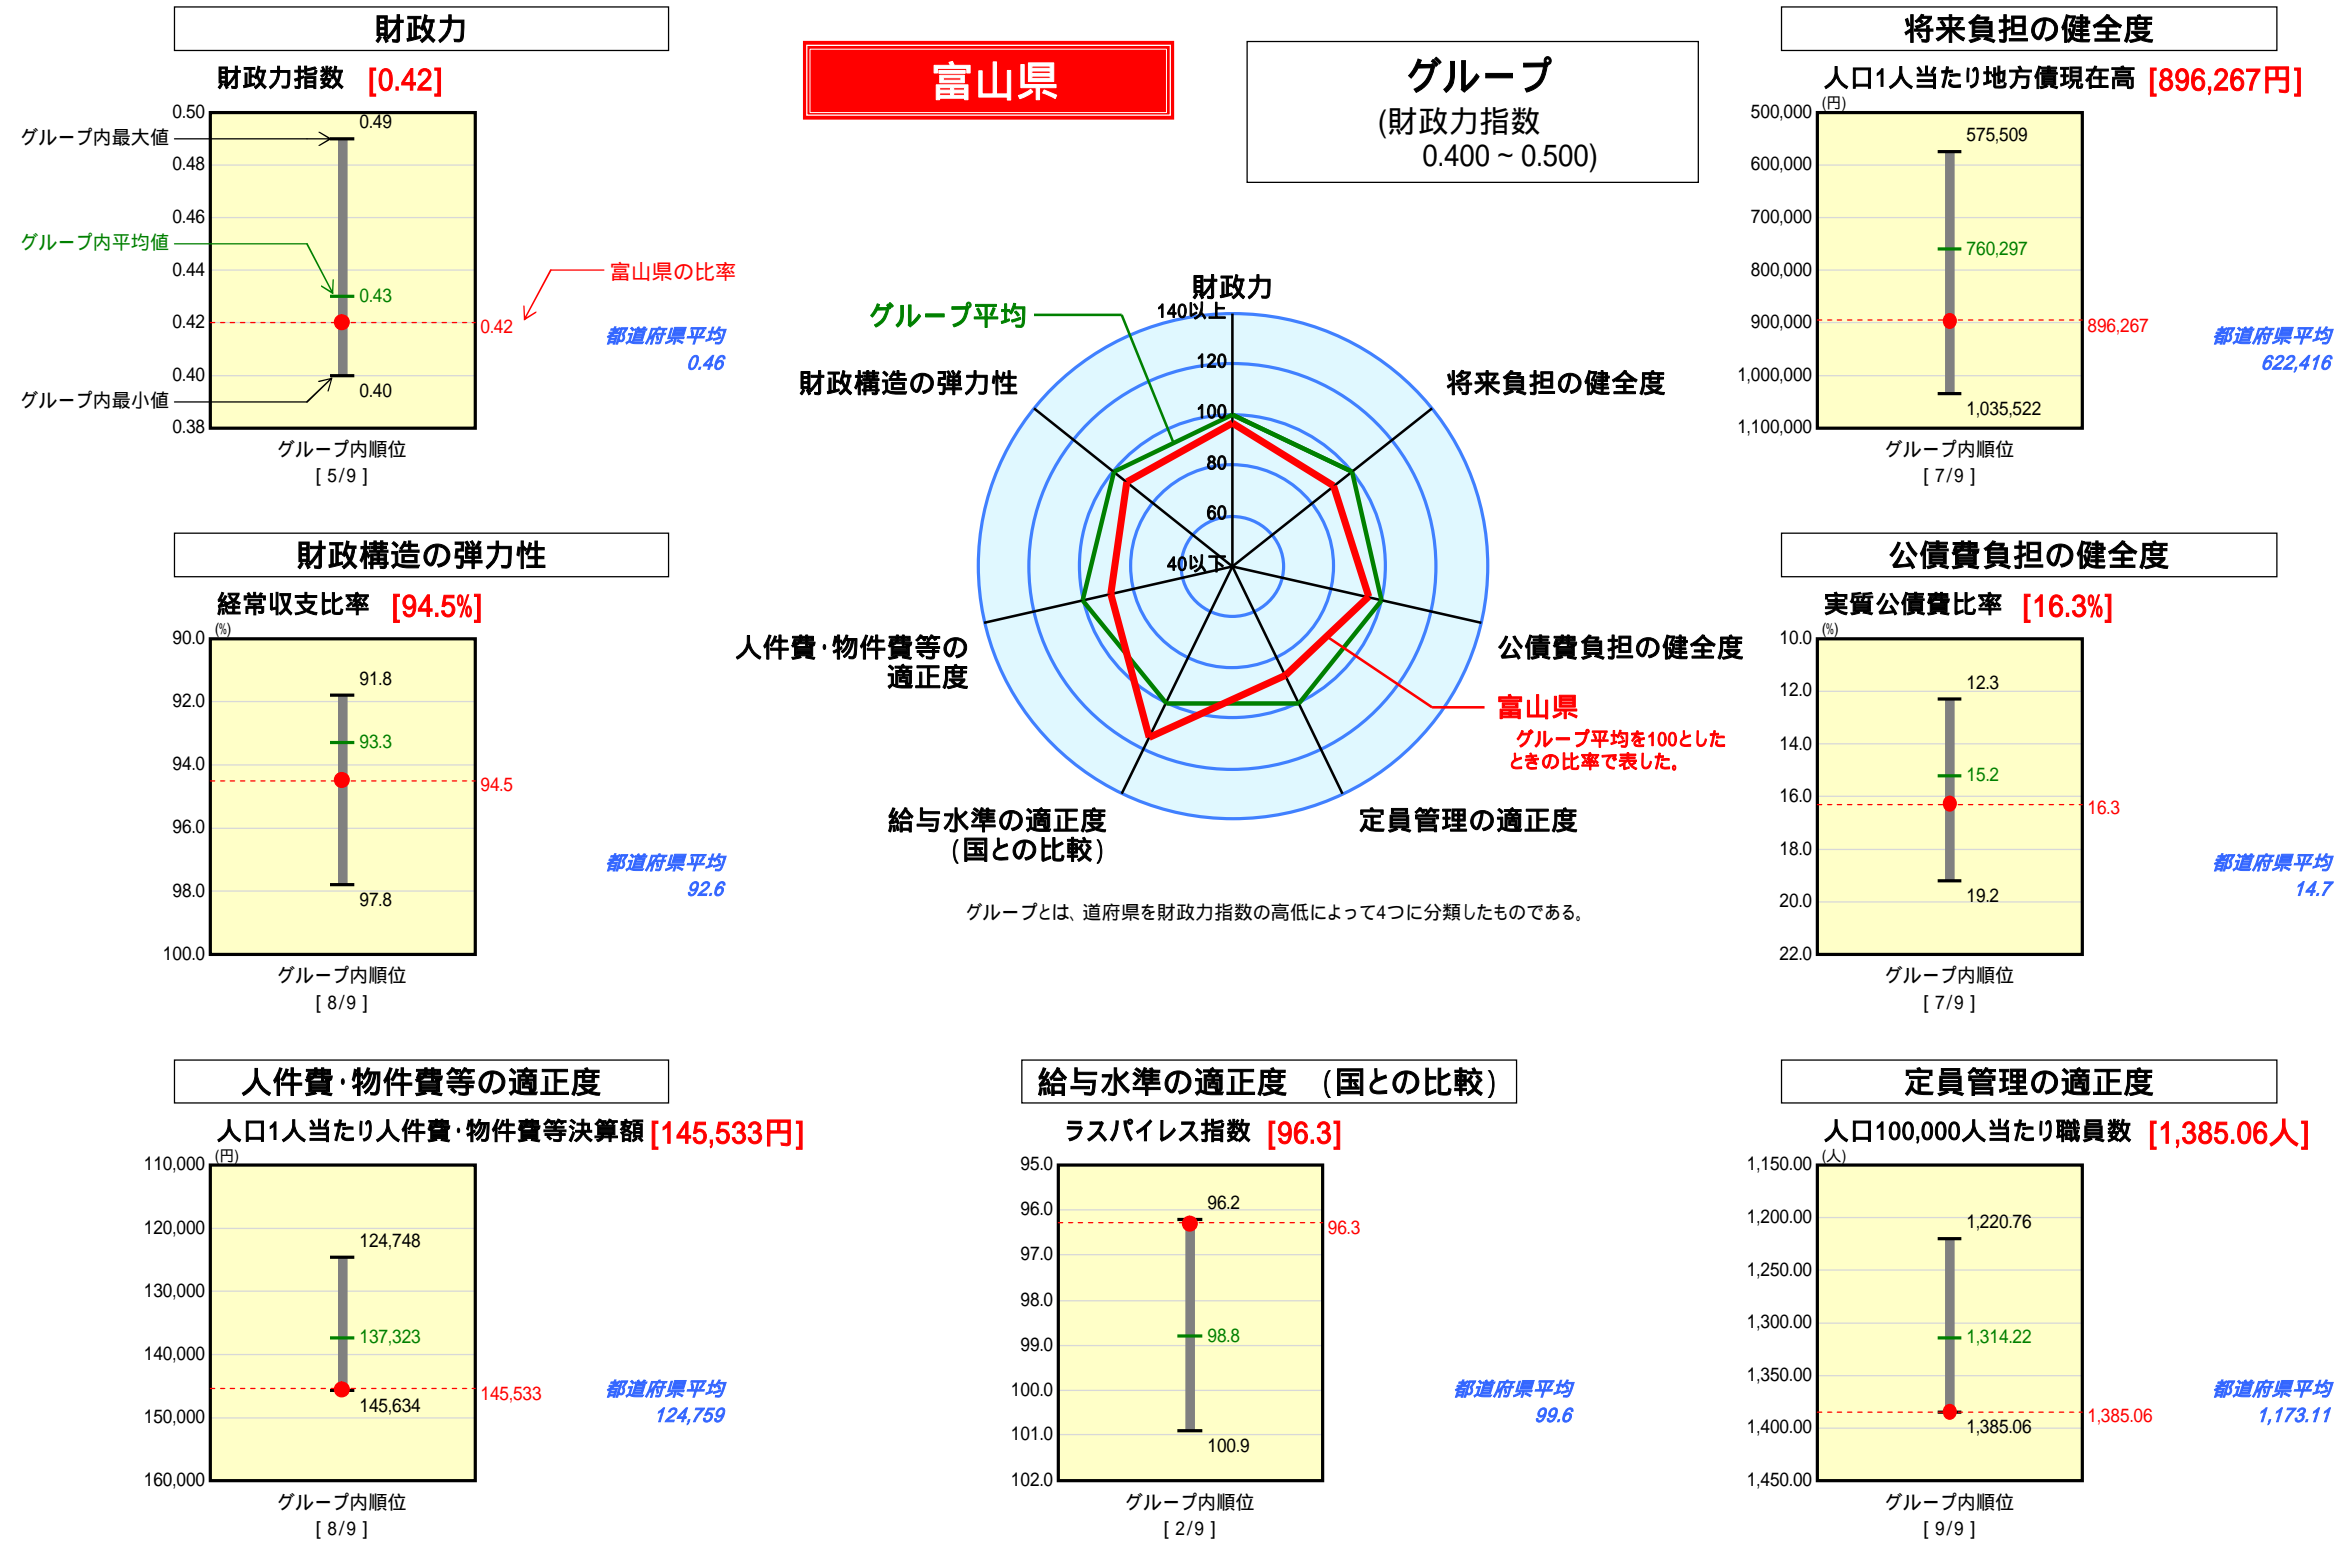 財政力
財政力指数 [0.42]
0.50
0.48
0.46
0.44
0.42
0.40
0.38
0.49
0.43
0.40
0.42
グループ内最大値
グループ内平均値
グループ内最小値
富山県の比率
都道府県平均
0.46
グループ内順位
[ 5/9 ]
富山県
グループ
(財政力指数
0.400 ~ 0.500)
将来負担の健全度
人口1人当たり地方債現在高 [896,267円]
(円)
500,000
600,000
700,000
800,000
900,000
1,000,000
1,100,000
575,509
760,297
896,267
1,035,522
都道府県平均
622,416
グループ内順位
[ 7/9 ]
グループ平均
財政力
140以上
120
100
80
60
40以下
財政構造の弾力性
将来負担の健全度
人件費・物件費等の
適正度
公債費負担の健全度
富山県
グループ平均を100とした
ときの比率で表した。
給与水準の適正度
(国との比較)
定員管理の適正度
グループとは、道府県を財政力指数の高低によって4つに分類したものである。
財政構造の弾力性
経常収支比率 [94.5%]
(%)
90.0
92.0
94.0
96.0
98.0
100.0
91.8
93.3
94.5
97.8
都道府県平均
92.6
グループ内順位
[ 8/9 ]
公債費負担の健全度
実質公債費比率 [16.3%]
(%)
10.0
12.0
14.0
16.0
18.0
20.0
22.0
12.3
15.2
16.3
19.2
都道府県平均
14.7
グループ内順位
[ 7/9 ]
人件費・物件費等の適正度
人口1人当たり人件費・物件費等決算額 [145,533円]
(円)
110,000
120,000
130,000
140,000
150,000
160,000
124,748
137,323
145,533
145,634
都道府県平均
124,759
グループ内順位
[ 8/9 ]
給与水準の適正度 (国との比較)
ラスパイレス指数 [96.3]
95.0
96.0
97.0
98.0
99.0
100.0
101.0
102.0
96.2
96.3
98.8
100.9
都道府県平均
99.6
グループ内順位
[ 2/9 ]
定員管理の適正度
人口100,000人当たり職員数 [1,385.06人]
(人)
1,150.00
1,200.00
1,250.00
1,300.00
1,350.00
1,400.00
1,450.00
1,220.76
1,314.22
1,385.06
1,385.06
都道府県平均
1,173.11
グループ内順位
[ 9/9 ]